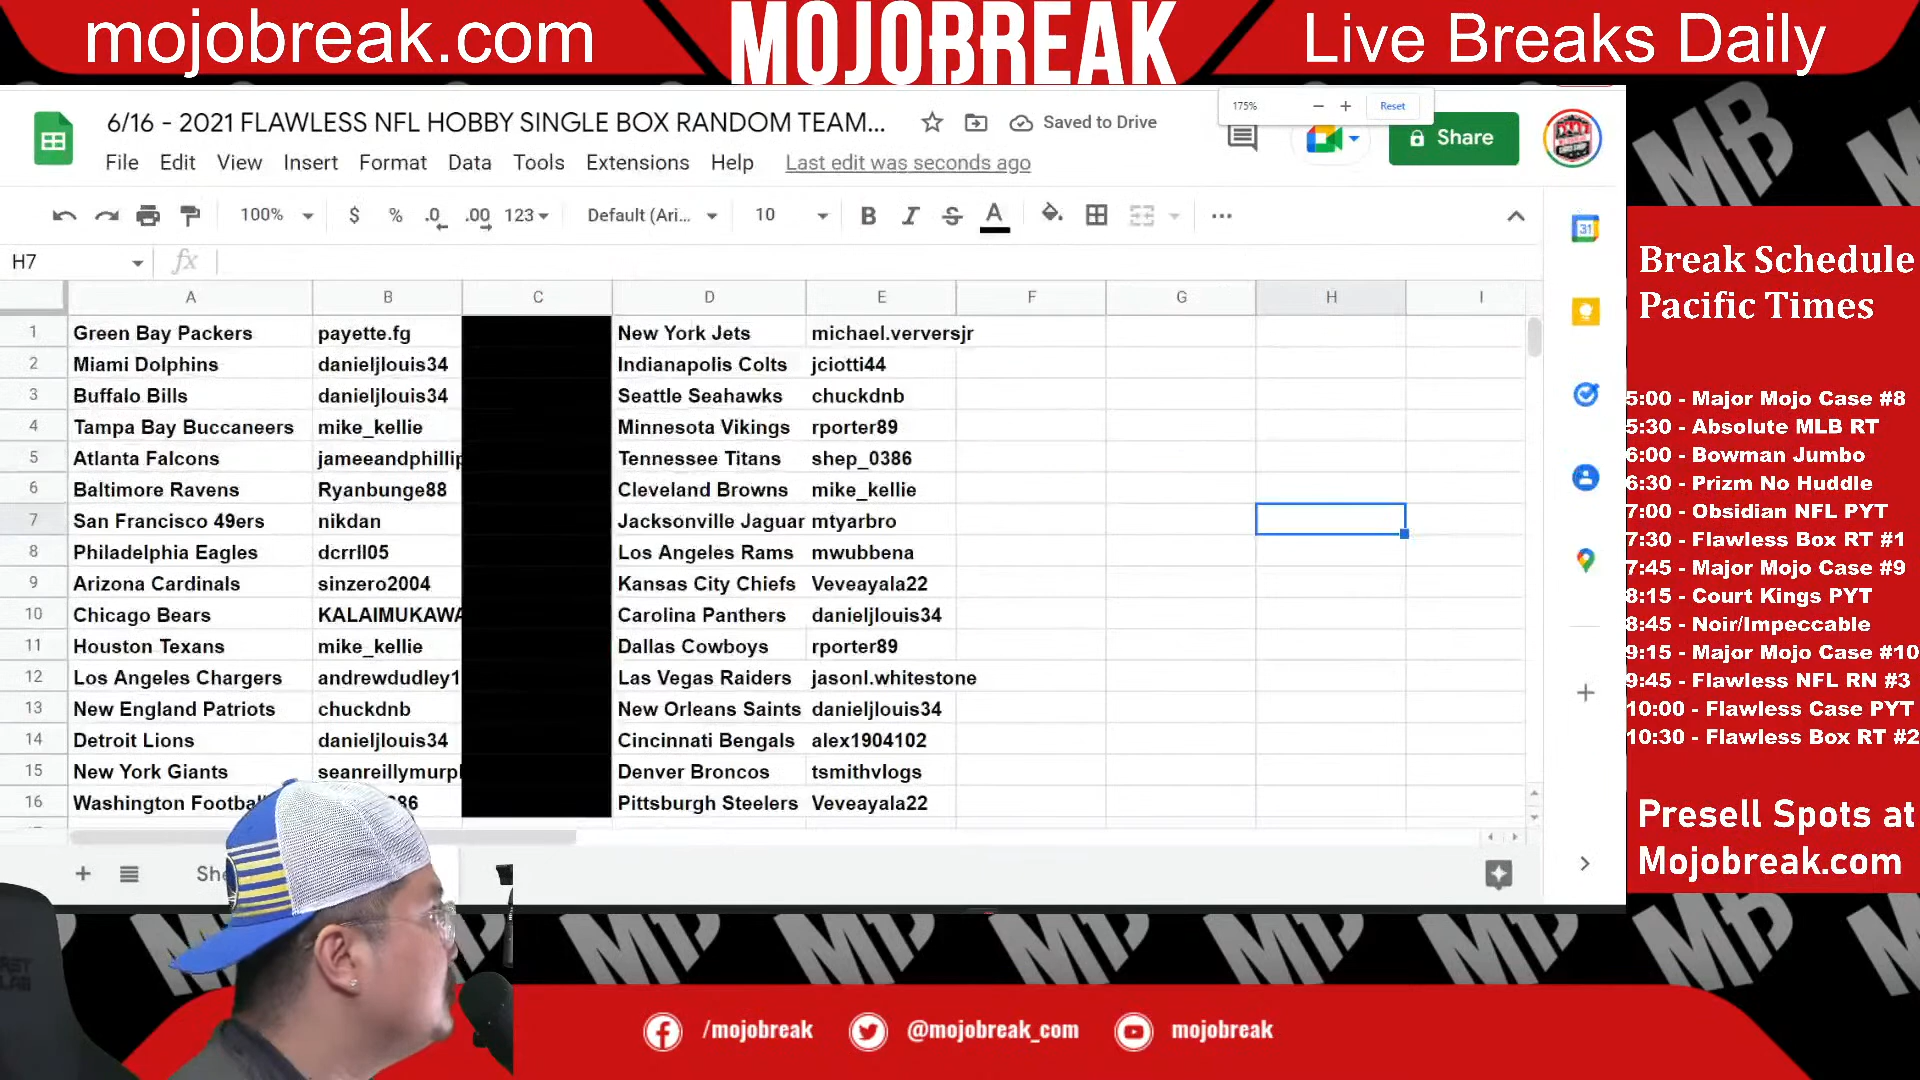 mojobreak.com
MOJOBREAK
Live Breaks Daily
175%
Reset
6/16 - 2021 FLAWLESS NFL HOBBY SINGLE BOX RANDOM TEAM...
Saved to Drive
Share
File Edit View Insert Format Data Tools Extensions Help
Last edit was seconds ago
100% $ % .0 .00 123 Default (Ari... 10 B I S A
31
H7
fx
A B C D E F G H I
1 Green Bay Packers payette.fg New York Jets michael.verversjr
2 Miami Dolphins danieljlouis34 Indianapolis Colts jciotti44
3 Buffalo Bills danieljlouis34 Seattle Seahawks chuckdnb
4 Tampa Bay Buccaneers mike_kellie Minnesota Vikings rporter89
5 Atlanta Falcons jameeandphillip Tennessee Titans shep_0386
6 Baltimore Ravens Ryanbunge88 Cleveland Browns mike_kellie
7 San Francisco 49ers nikdan Jacksonville Jaguar mtyarbro
8 Philadelphia Eagles dcrrll05 Los Angeles Rams mwubbena
9 Arizona Cardinals sinzero2004 Kansas City Chiefs Veveayala22
10 Chicago Bears KALAIMUKAWA Carolina Panthers danieljlouis34
11 Houston Texans mike_kellie Dallas Cowboys rporter89
12 Los Angeles Chargers andrewdudley1 Las Vegas Raiders jasonl.whitestone
13 New England Patriots chuckdnb New Orleans Saints danieljlouis34
14 Detroit Lions danieljlouis34 Cincinnati Bengals alex1904102
15 New York Giants seanreillymurph Denver Broncos tsmithvlogs
16 Washington Football Pittsburgh Steelers Veveayala22
Break Schedule
Pacific Times
5:00 - Major Mojo Case #8
5:30 - Absolute MLB RT
6:00 - Bowman Jumbo
6:30 - Prizm No Huddle
7:00 - Obsidian NFL PYT
7:30 - Flawless Box RT #1
7:45 - Major Mojo Case #9
8:15 - Court Kings PYT
8:45 - Noir/Impeccable
9:15 - Major Mojo Case #10
9:45 - Flawless NFL RN #3
10:00 - Flawless Case PYT
10:30 - Flawless Box RT #2
Presell Spots at
Mojobreak.com
/mojobreak
@mojobreak_com
mojobreak